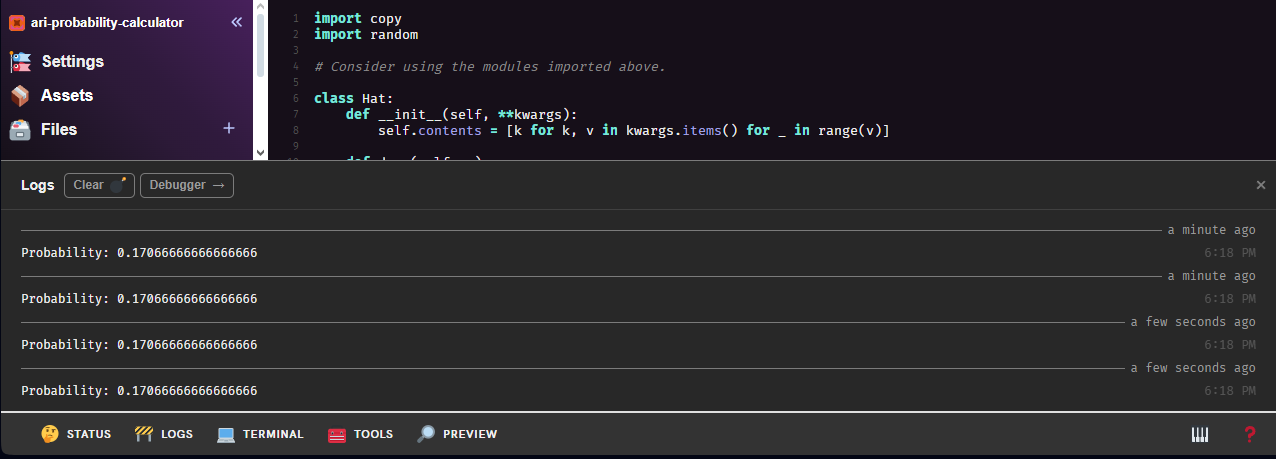 ari-probability-calculator «
Settings
Assets
Files +
1 import copy
2 import random
3
4 # Consider using the modules imported above.
5
6 class Hat:
7 def __init__(self, **kwargs):
8 self.contents = [k for k, v in kwargs.items() for _ in range(v)]
9
Logs Clear Debugger → ×
a minute ago
Probability: 0.17066666666666666 6:18 PM
a minute ago
Probability: 0.17066666666666666 6:18 PM
a few seconds ago
Probability: 0.17066666666666666 6:18 PM
a few seconds ago
Probability: 0.17066666666666666 6:18 PM
STATUS LOGS TERMINAL TOOLS PREVIEW ?